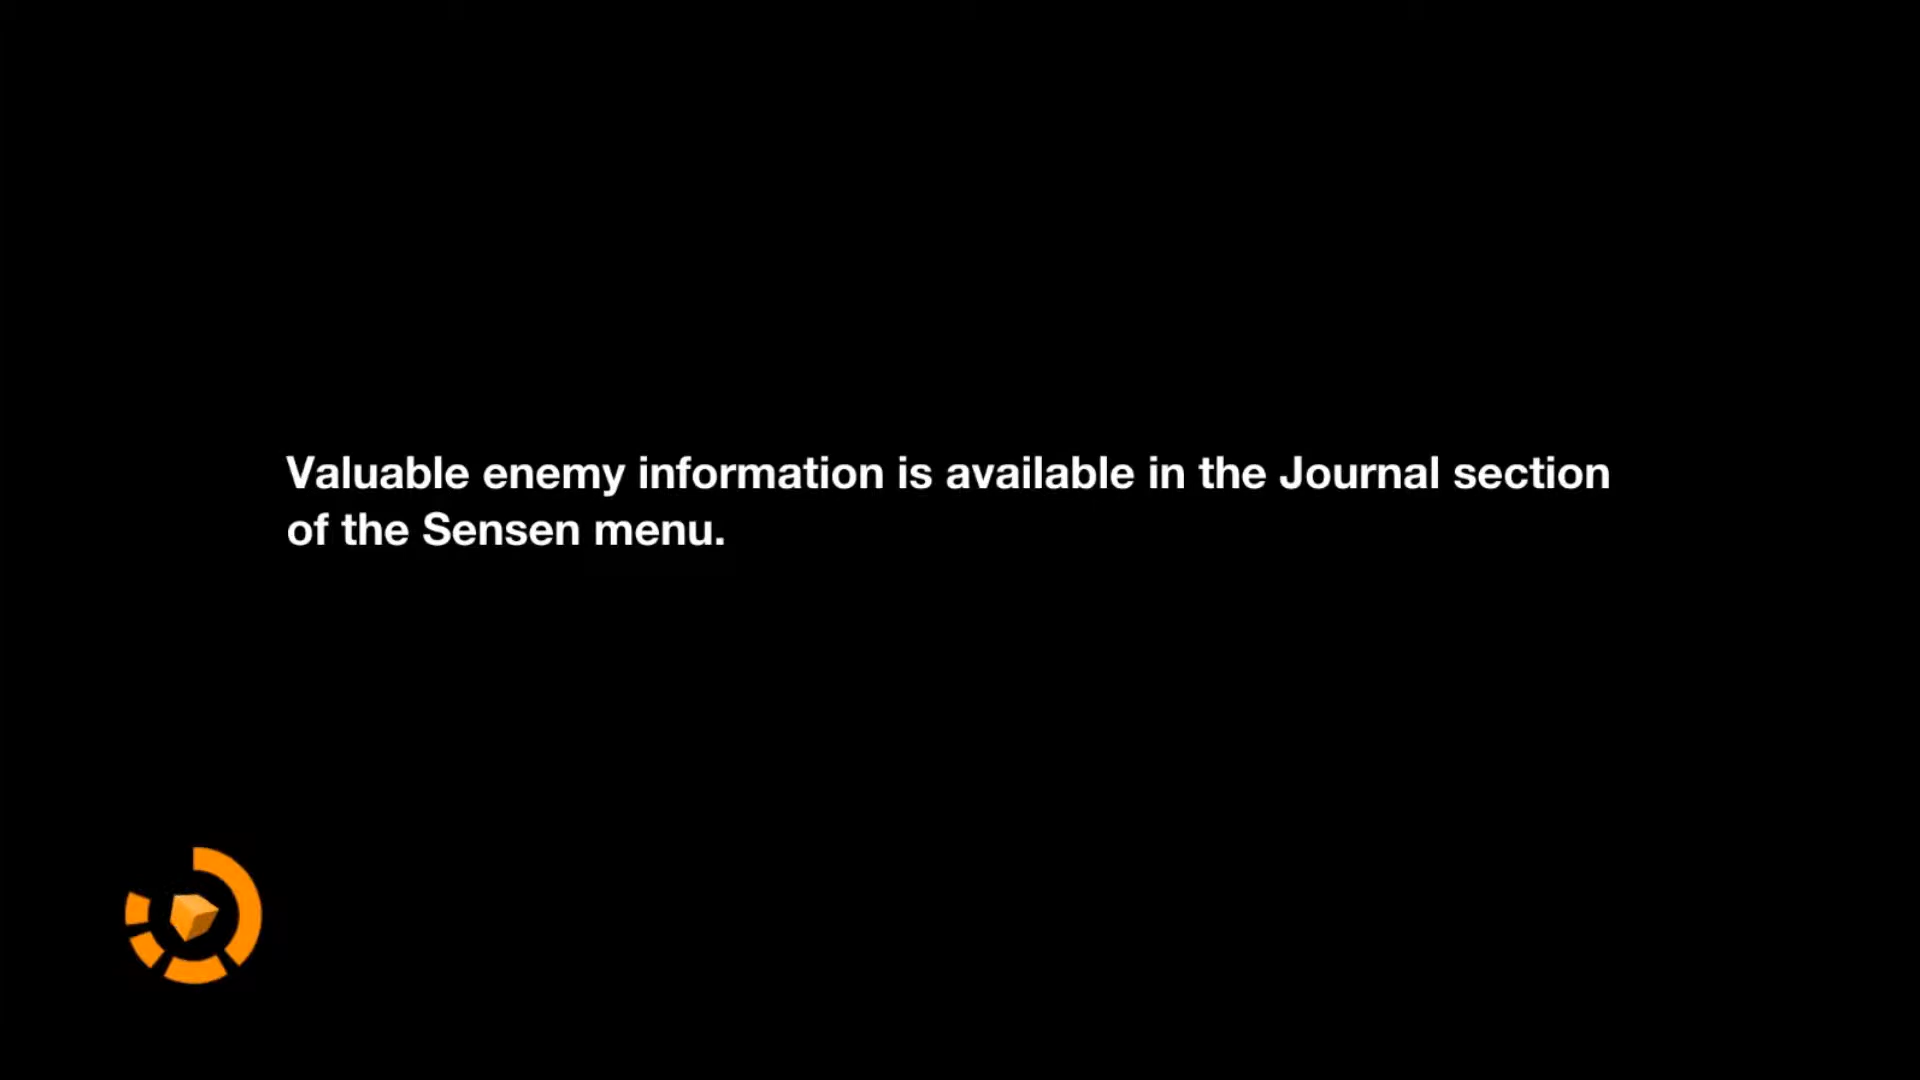 Valuable enemy information is available in the Journal section
of the Sensen menu.